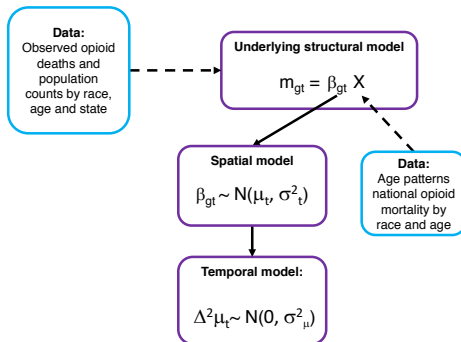 Data:
Observed opioid
deaths and
population
counts by race,
age and state
Underlying structural model
m_gt = β_gt X
Spatial model
β_gt ~ N(μ_t, σ²_t)
Data:
Age patterns
national opioid
mortality by
race and age
Temporal model:
Δ²μ_t ~ N(0, σ²_μ)